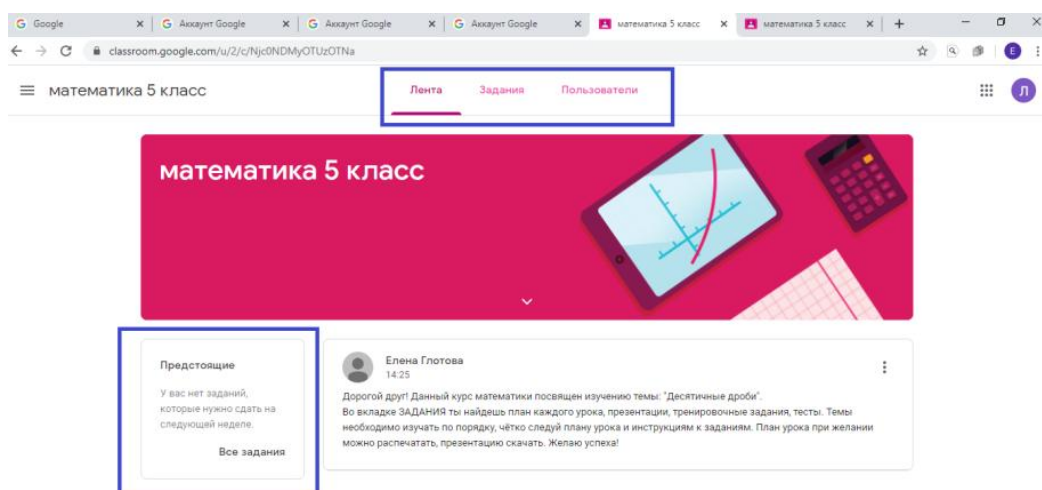 Google
Аккаунт Google
Аккаунт Google
Аккаунт Google
математика 5 класс
математика 5 класс
classroom.google.com/u/2/c/Njc0NDMyOTUzOTNa
E
математика 5 класс
Лента
Задания
Пользователи
Л
математика 5 класс
Предстоящие
У вас нет заданий,
которые нужно сдать на
следующей неделе.
Все задания
Елена Глотова
14:25
Дорогой друг! Данный курс математики посвящен изучению темы: "Десятичные дроби".
Во вкладке ЗАДАНИЯ ты найдешь план каждого урока, презентации, тренировочные задания, тесты. Темы
необходимо изучать по порядку, чётко следуй плану урока и инструкциям к заданиям. План урока при желании
можно распечатать, презентацию скачать. Желаю успеха!